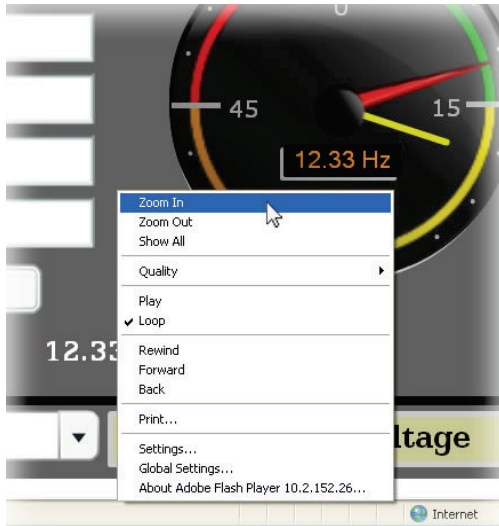 0
45
15
12.33 Hz
Zoom In
Zoom Out
Show All
Quality
Play
Loop
12.33
Rewind
Forward
Back
Print...
ltage
Settings...
Global Settings...
About Adobe Flash Player 10.2.152.26...
Internet